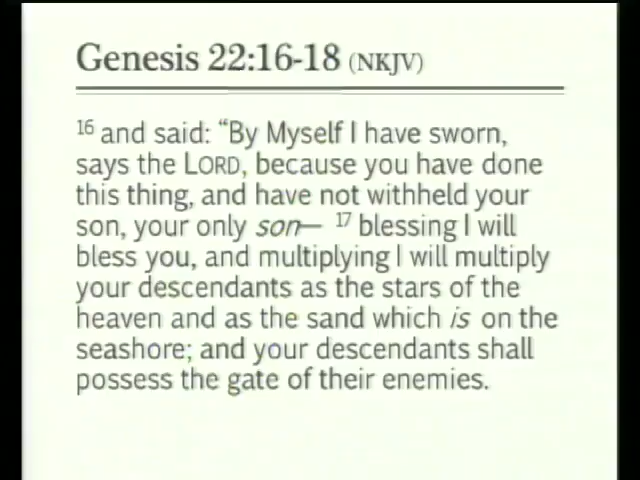 Genesis 22:16-18 (NKJV)
16 and said: “By Myself I have sworn,
says the LORD, because you have done
this thing, and have not withheld your
son, your only son— 17 blessing I will
bless you, and multiplying I will multiply
your descendants as the stars of the
heaven and as the sand which is on the
seashore; and your descendants shall
possess the gate of their enemies.